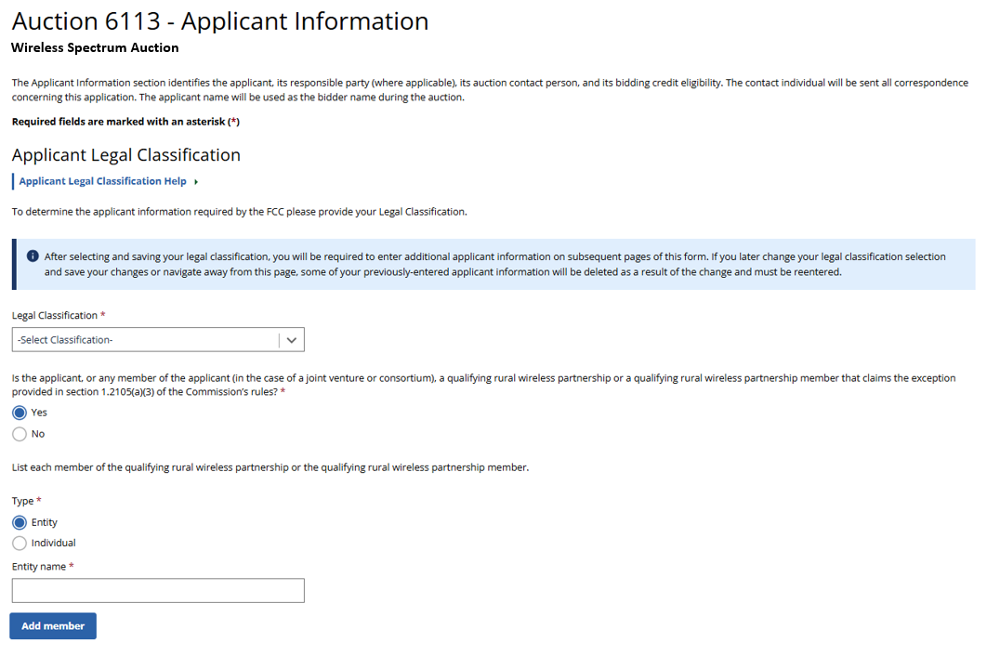 Auction 6113 - Applicant Information
Wireless Spectrum Auction
The Applicant Information section identifies the applicant, its responsible party (where applicable), its auction contact person, and its bidding credit eligibility. The contact individual will be sent all correspondence
concerning this application. The applicant name will be used as the bidder name during the auction.
Required fields are marked with an asterisk (*)
Applicant Legal Classification
Applicant Legal Classification Help
To determine the applicant information required by the FCC please provide your Legal Classification.
After selecting and saving your legal classification, you will be required to enter additional applicant information on subsequent pages of this form. If you later change your legal classification selection
and save your changes or navigate away from this page, some of your previously-entered applicant information will be deleted as a result of the change and must be reentered.
Legal Classification *
-Select Classification-
Is the applicant, or any member of the applicant (in the case of a joint venture or consortium), a qualifying rural wireless partnership or a qualifying rural wireless partnership member that claims the exception
provided in section 1.2105(a)(3) of the Commission's rules? *
Yes
No
List each member of the qualifying rural wireless partnership or the qualifying rural wireless partnership member.
Type *
Entity
Individual
Entity name *
Add member